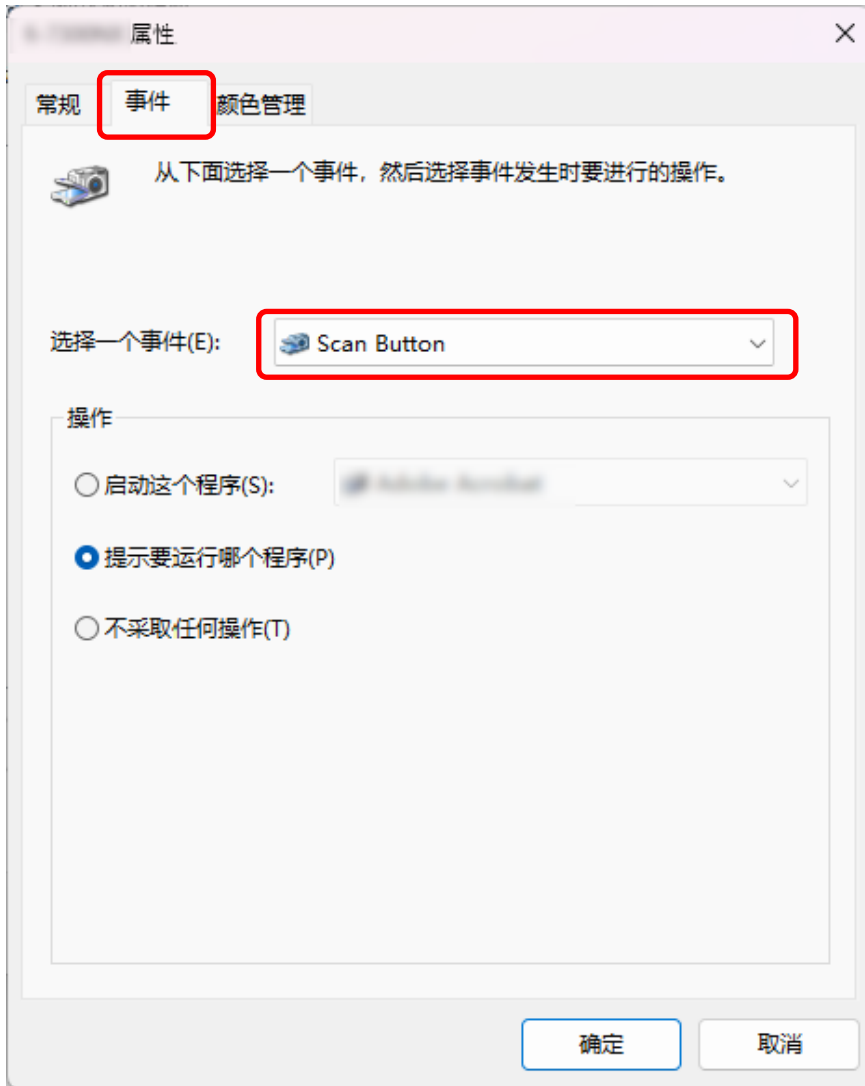 属性
常规 事件 颜色管理
从下面选择一个事件，然后选择事件发生时要进行的操作。
选择一个事件(E): Scan Button
操作
启动这个程序(S):
提示要运行哪个程序(P)
不采取任何操作(T)
确定 取消